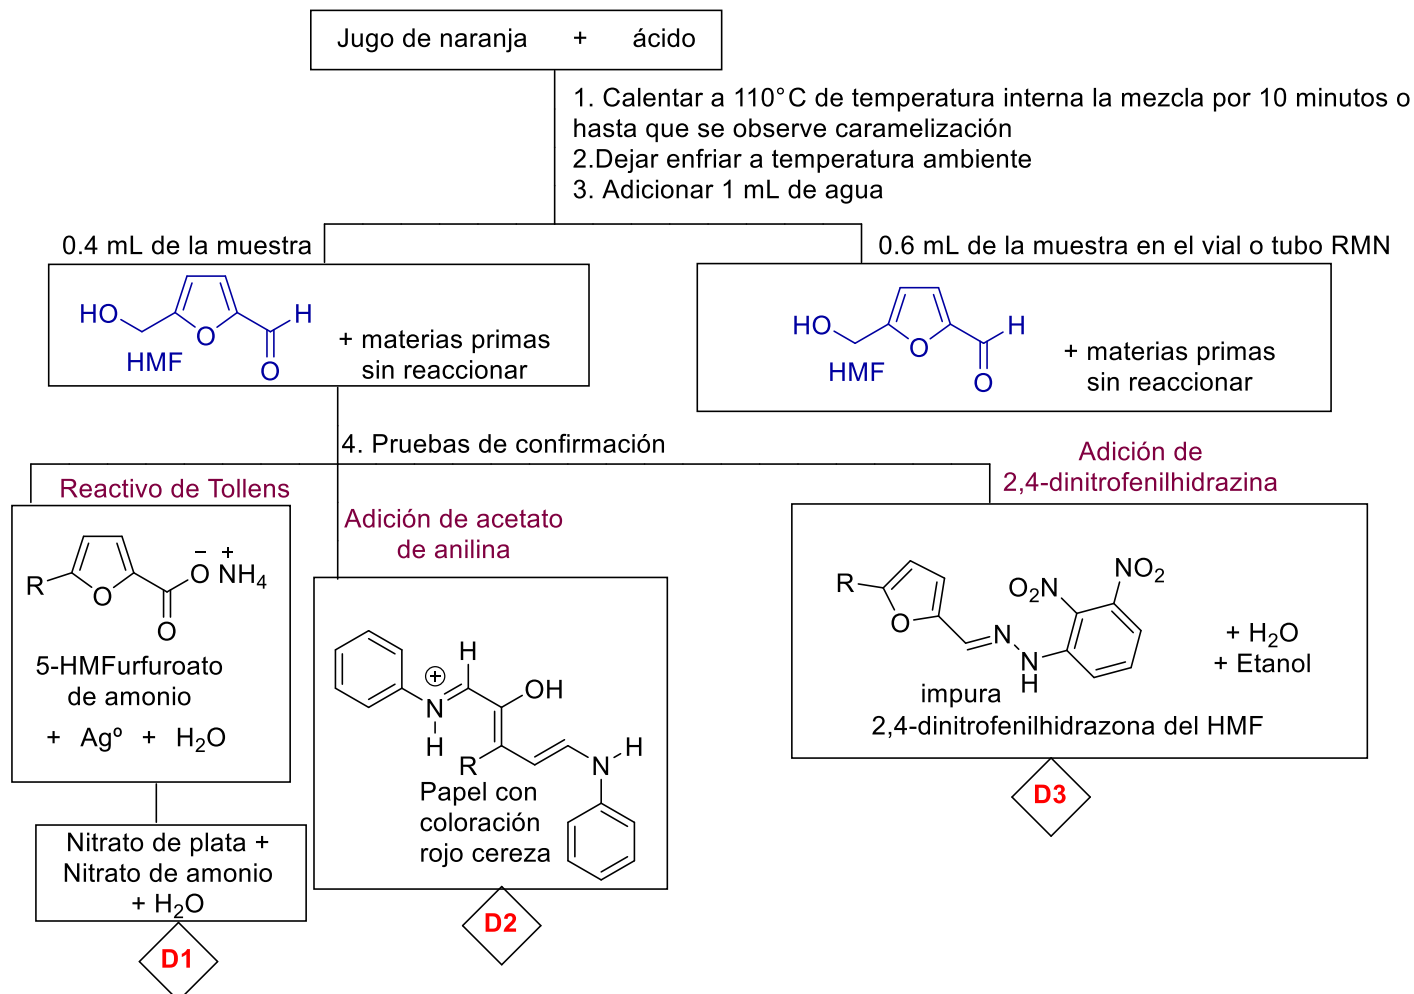 Jugo de naranja + ácido
1. Calentar a 110°C de temperatura interna la mezcla por 10 minutos o
hasta que se observe caramelización
2.Dejar enfriar a temperatura ambiente
3. Adicionar 1 mL de agua
0.4 mL de la muestra
HO
O
H
O
HMF
+ materias primas
sin reaccionar
0.6 mL de la muestra en el vial o tubo RMN
HO
O
H
O
HMF
+ materias primas
sin reaccionar
4. Pruebas de confirmación
Reactivo de Tollens
R
O
O
− +
O NH₄
5-HMFurfuroato
de amonio
+ Agº + H₂O
Nitrato de plata +
Nitrato de amonio
+ H₂O
D1
Adición de acetato
de anilina
H
+
N
H
OH
R
N
H
Papel con
coloración
rojo cereza
D2
Adición de
2,4-dinitrofenilhidrazina
R
O
N
N
H
O₂N
NO₂
+ H₂O
+ Etanol
impura
2,4-dinitrofenilhidrazona del HMF
D3